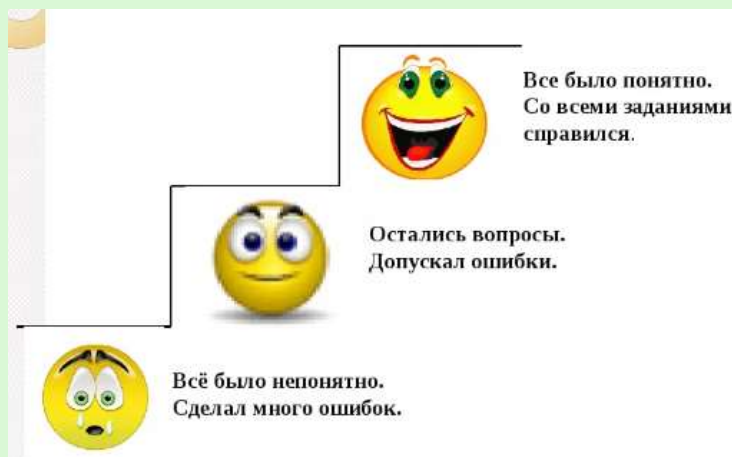 Все было понятно.
Со всеми заданиями
справился.
Остались вопросы.
Допускал ошибки.
Всё было непонятно.
Сделал много ошибок.